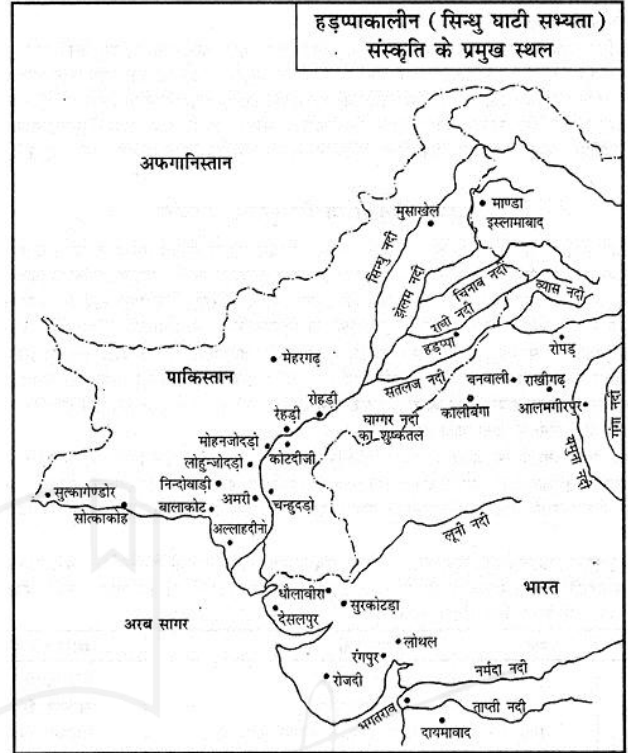 हड़प्पाकालीन ( सिन्धु घाटी सभ्यता )
संस्कृति के प्रमुख स्थल
अफगानिस्तान
माण्डा
इस्लामाबाद
मुसाखेल
सिन्धु नदी
झेलम नदी
चिनाब नदी
व्यास नदी
रावी नदी
हड़प्पा
रोपड़
मेहरगढ़
पाकिस्तान
सतलज नदी
बनवाली
राखीगढ़
कालीबंगा
आलमगीरपुर
गंगा नदी
यमुना नदी
घाग्गर नदी
का शुष्कतल
रोहड़ी
रेहड़ी
मोहनजोदड़ो
कोटदीजी
लोहुन्जोदड़ो
निन्दोवाड़ी
सुत्कागेण्डोर
सोत्काकोह
बालाकोट
अमरी
चन्हुदड़ो
अल्लाहदीनो
लूनी नदी
धौलावीरा
सुरकोटड़ा
देसलपुर
भारत
अरब सागर
लोथल
रंगपुर
रोजदी
नर्मदा नदी
भगतराव
ताप्ती नदी
दायमावाद